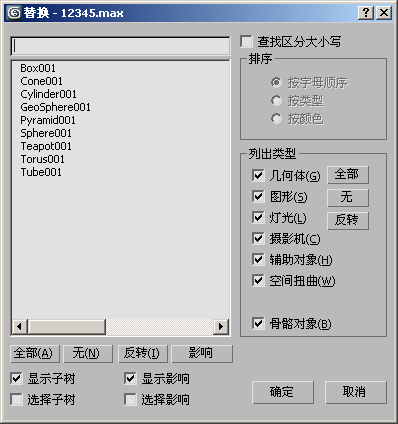 替换 - 12345.max
查找区分大小写
排序
按字母顺序
按类型
按颜色
Box001
Cone001
Cylinder001
GeoSphere001
Pyramid001
Sphere001
Teapot001
Torus001
Tube001
列出类型
几何体(G) 全部
图形(S) 无
灯光(L) 反转
摄影机(C)
辅助对象(H)
空间扭曲(W)
骨骼对象(B)
全部(A) 无(N) 反转(I) 影响
显示子树 显示影响
选择子树 选择影响
确定 取消